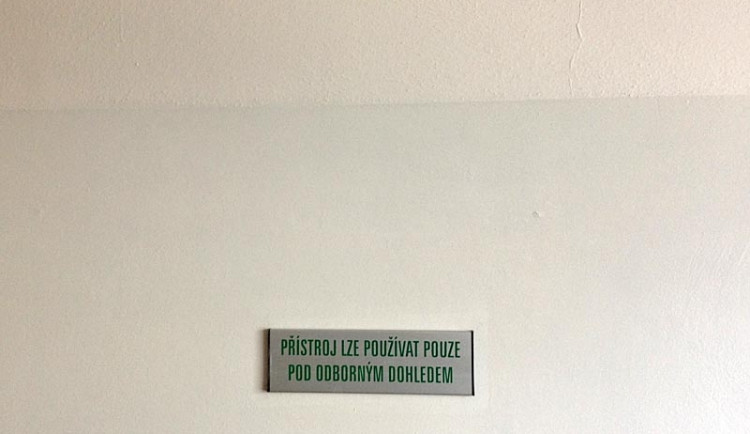 PŘÍSTROJ LZE POUŽÍVAT POUZE
POD ODBORNÝM DOHLEDEM